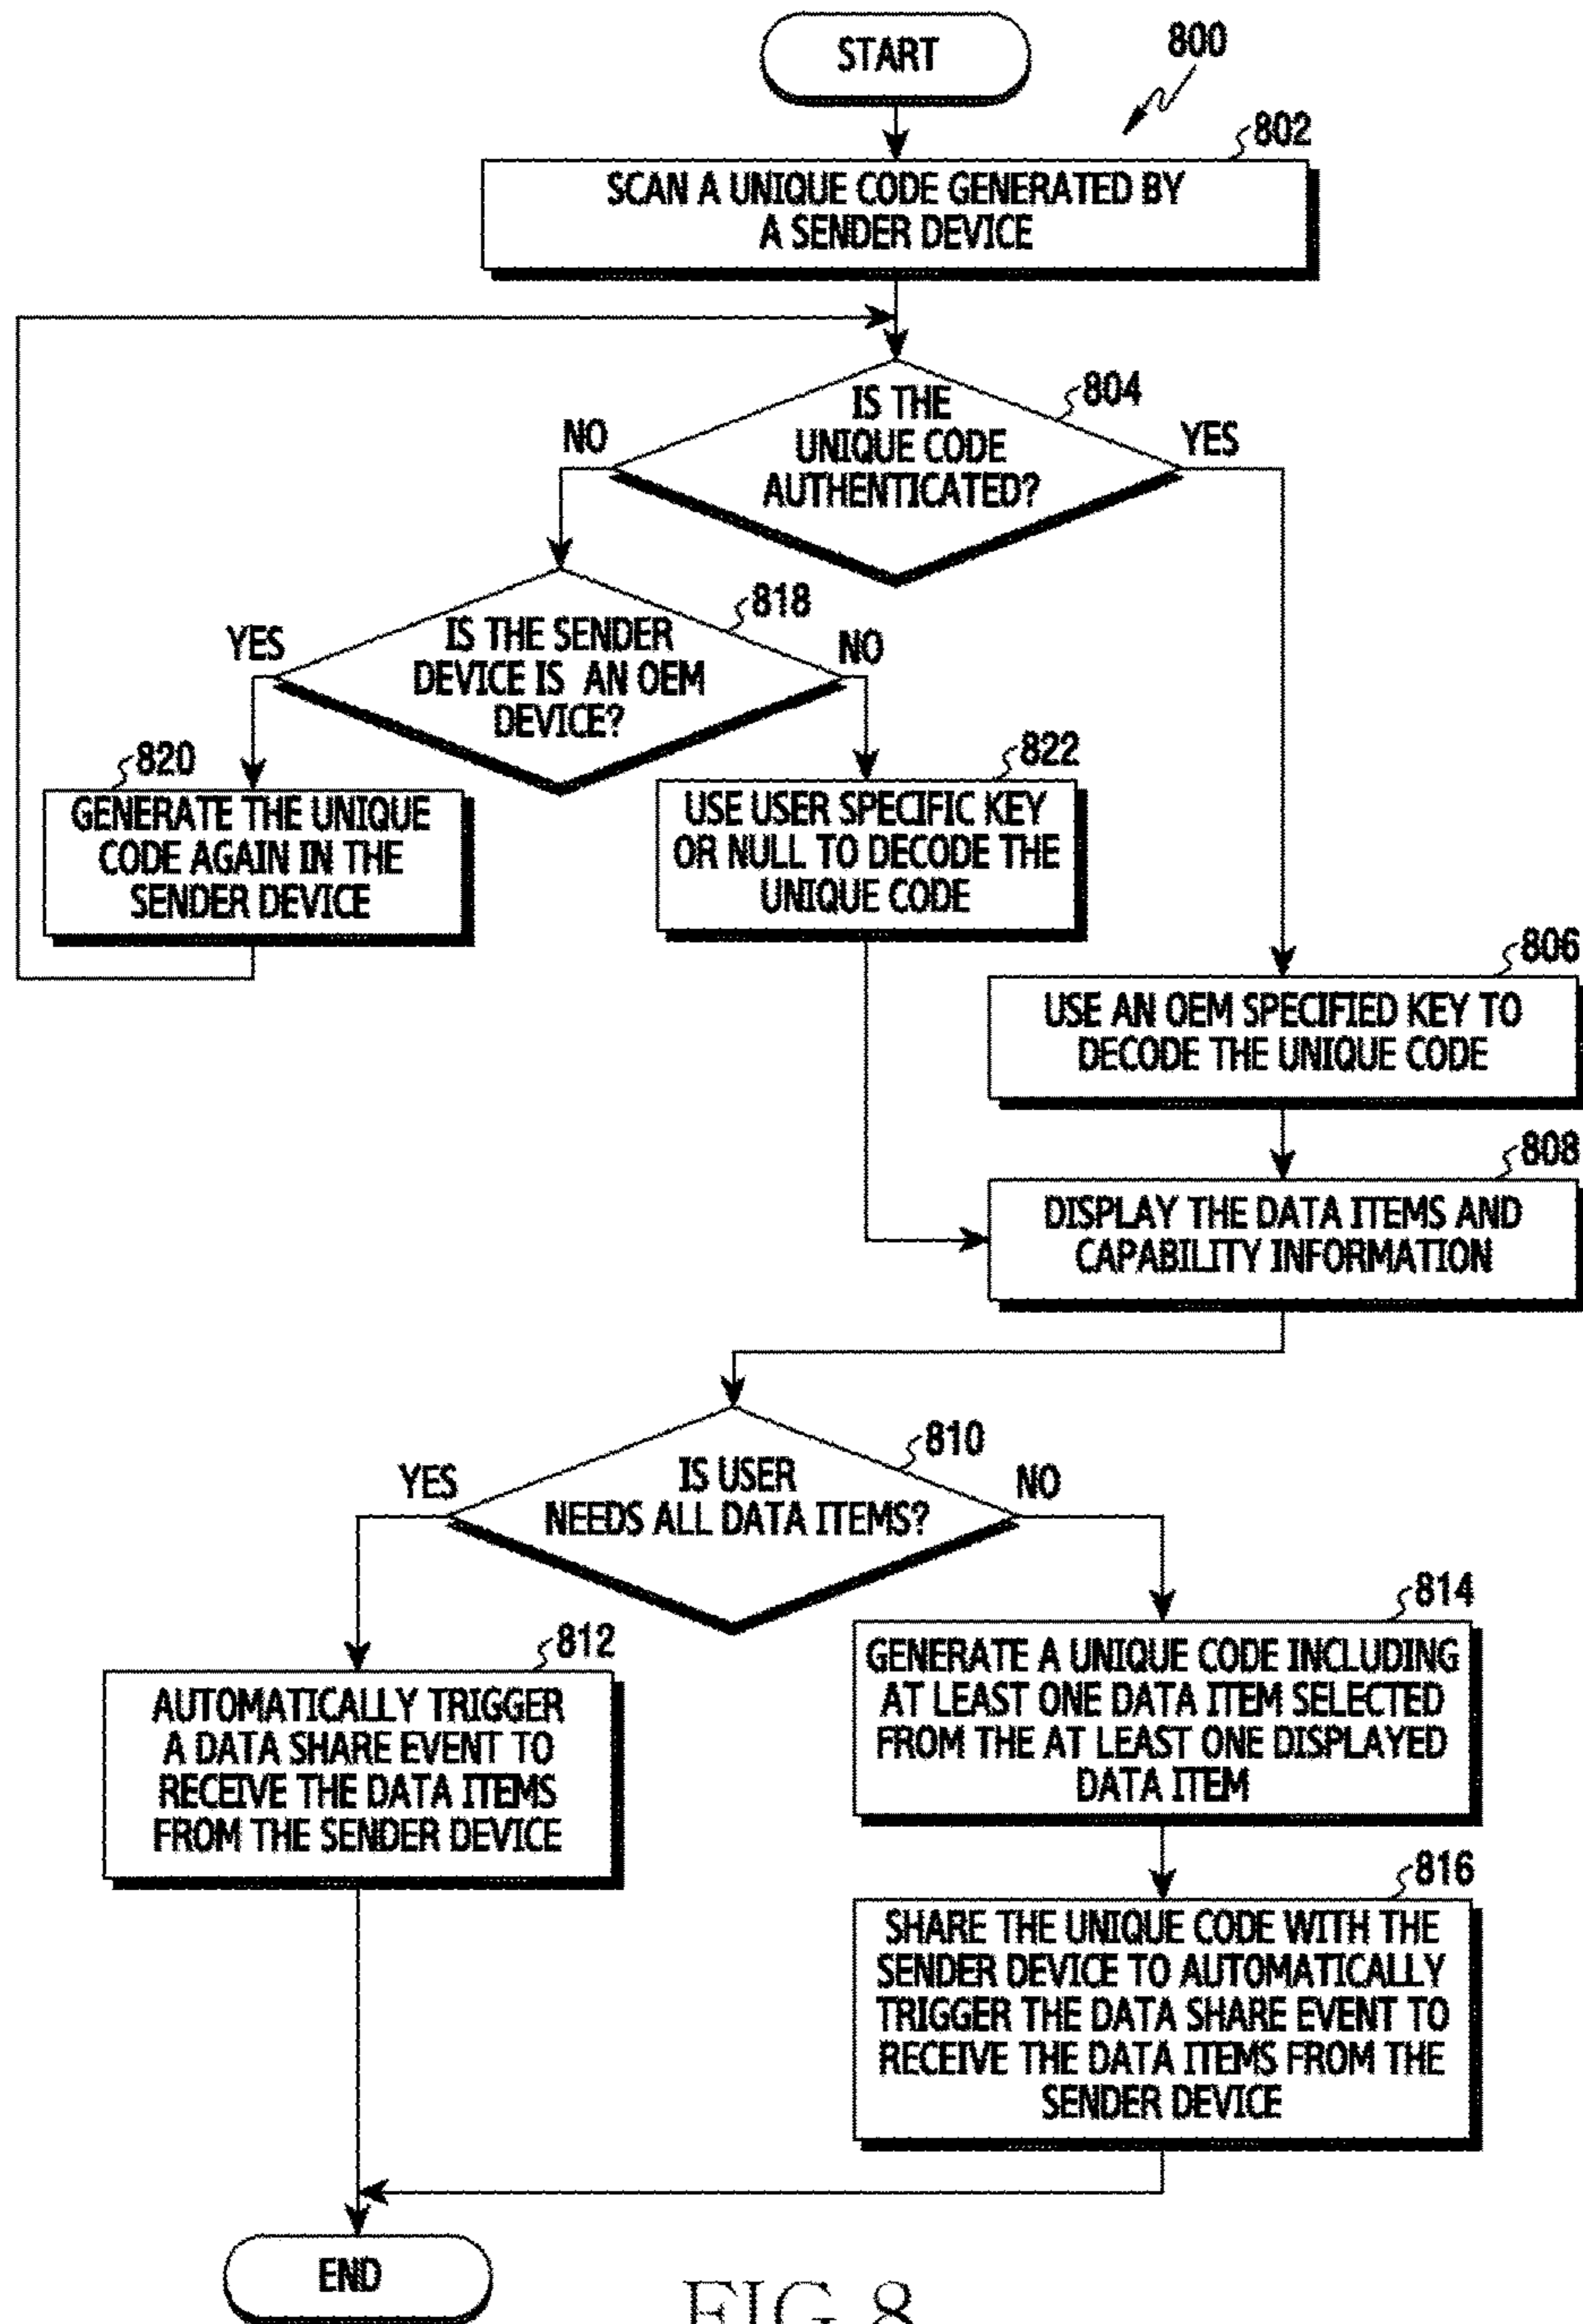 START
800
802
SCAN A UNIQUE CODE GENERATED BY
A SENDER DEVICE
804
IS THE
UNIQUE CODE
AUTHENTICATED?
NO
YES
818
IS THE SENDER
DEVICE IS AN OEM
DEVICE?
YES
NO
820
GENERATE THE UNIQUE
CODE AGAIN IN THE
SENDER DEVICE
822
USE USER SPECIFIC KEY
OR NULL TO DECODE THE
UNIQUE CODE
806
USE AN OEM SPECIFIED KEY TO
DECODE THE UNIQUE CODE
808
DISPLAY THE DATA ITEMS AND
CAPABILITY INFORMATION
810
IS USER
NEEDS ALL DATA ITEMS?
YES
NO
812
AUTOMATICALLY TRIGGER
A DATA SHARE EVENT TO
RECEIVE THE DATA ITEMS
FROM THE SENDER DEVICE
814
GENERATE A UNIQUE CODE INCLUDING
AT LEAST ONE DATA ITEM SELECTED
FROM THE AT LEAST ONE DISPLAYED
DATA ITEM
816
SHARE THE UNIQUE CODE WITH THE
SENDER DEVICE TO AUTOMATICALLY
TRIGGER THE DATA SHARE EVENT TO
RECEIVE THE DATA ITEMS FROM THE
SENDER DEVICE
END
FIG.8